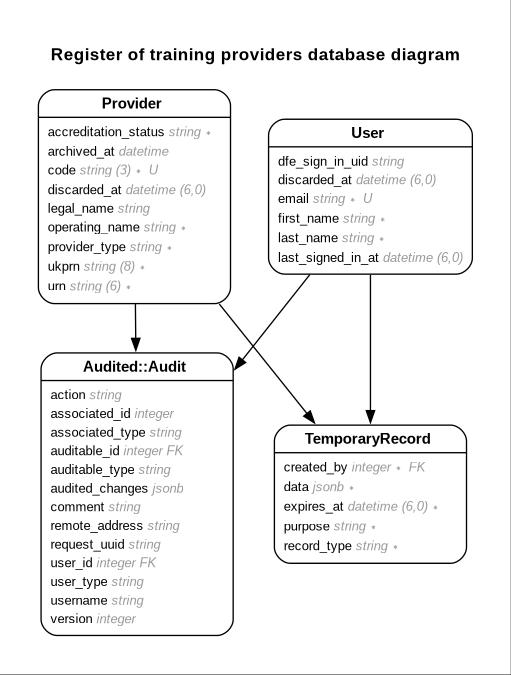 Register of training providers database diagram
Provider
accreditation_status string ∗
archived_at datetime
code string (3) ∗ U
discarded_at datetime (6,0)
legal_name string
operating_name string ∗
provider_type string ∗
ukprn string (8) ∗
urn string (6) ∗
User
dfe_sign_in_uid string
discarded_at datetime (6,0)
email string ∗ U
first_name string ∗
last_name string ∗
last_signed_in_at datetime (6,0)
Audited::Audit
action string
associated_id integer
associated_type string
auditable_id integer FK
auditable_type string
audited_changes jsonb
comment string
remote_address string
request_uuid string
user_id integer FK
user_type string
username string
version integer
TemporaryRecord
created_by integer ∗ FK
data jsonb ∗
expires_at datetime (6,0) ∗
purpose string ∗
record_type string ∗